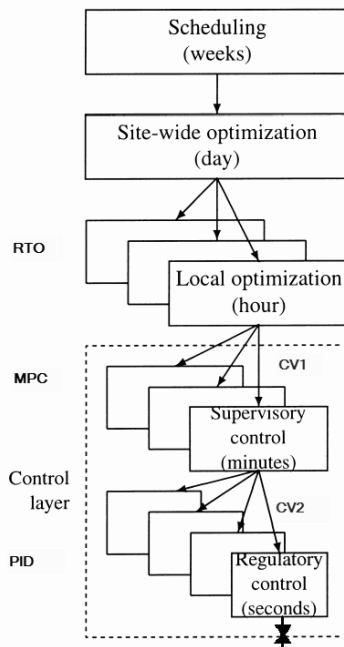 Scheduling
(weeks)
Site-wide optimization
(day)
RTO
Local optimization
(hour)
CV1
MPC
Supervisory
control
(minutes)
Control
layer
CV2
PID
Regulatory
control
(seconds)